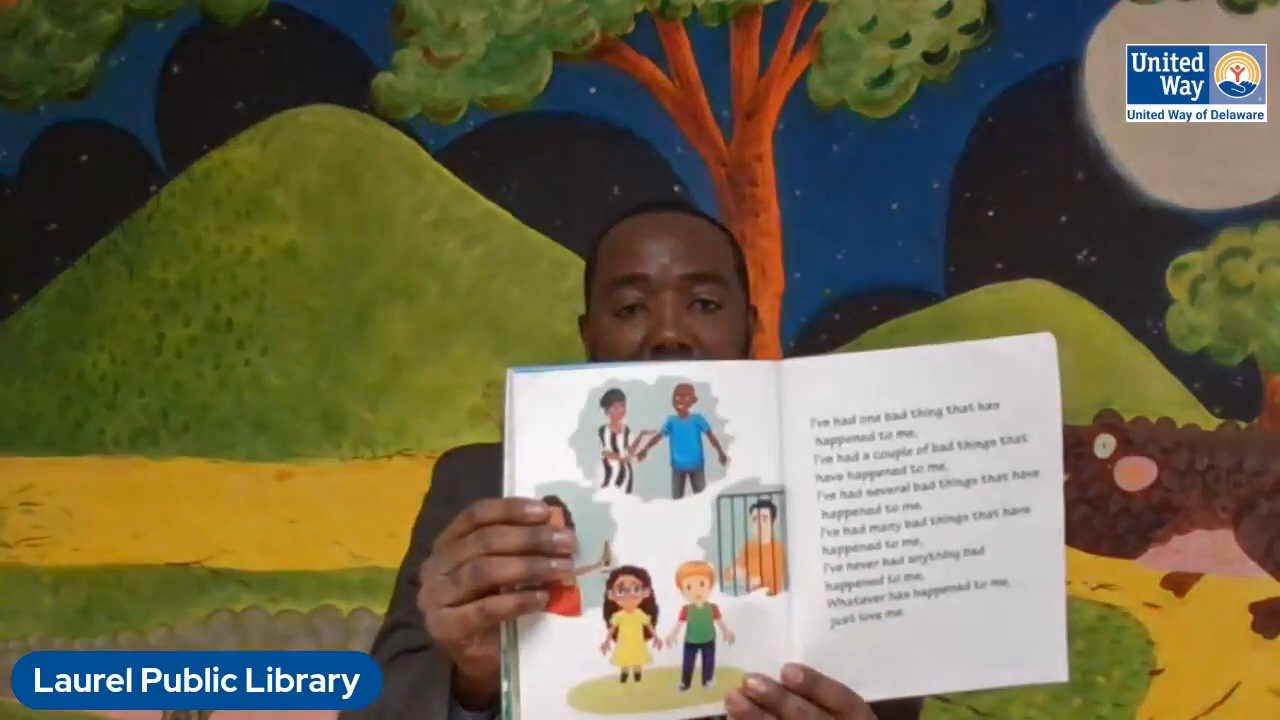 United
Way
United Way of Delaware
I've had one bad thing that has
happened to me,
I've had a couple of bad things that
have happened to me,
I've had several bad things that have
happened to me,
I've had many bad things that have
happened to me,
I've never had anything bad
happened to me,
Whatever has happened to me,
just love me.
Laurel Public Library